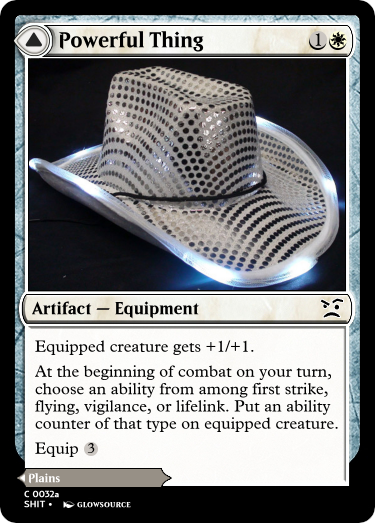 Powerful Thing 1
Artifact — Equipment
Equipped creature gets +1/+1.
At the beginning of combat on your turn,
choose an ability from among first strike,
flying, vigilance, or lifelink. Put an ability
counter of that type on equipped creature.
Equip 3
Plains
C 0032a
SHIT • GLOWSOURCE